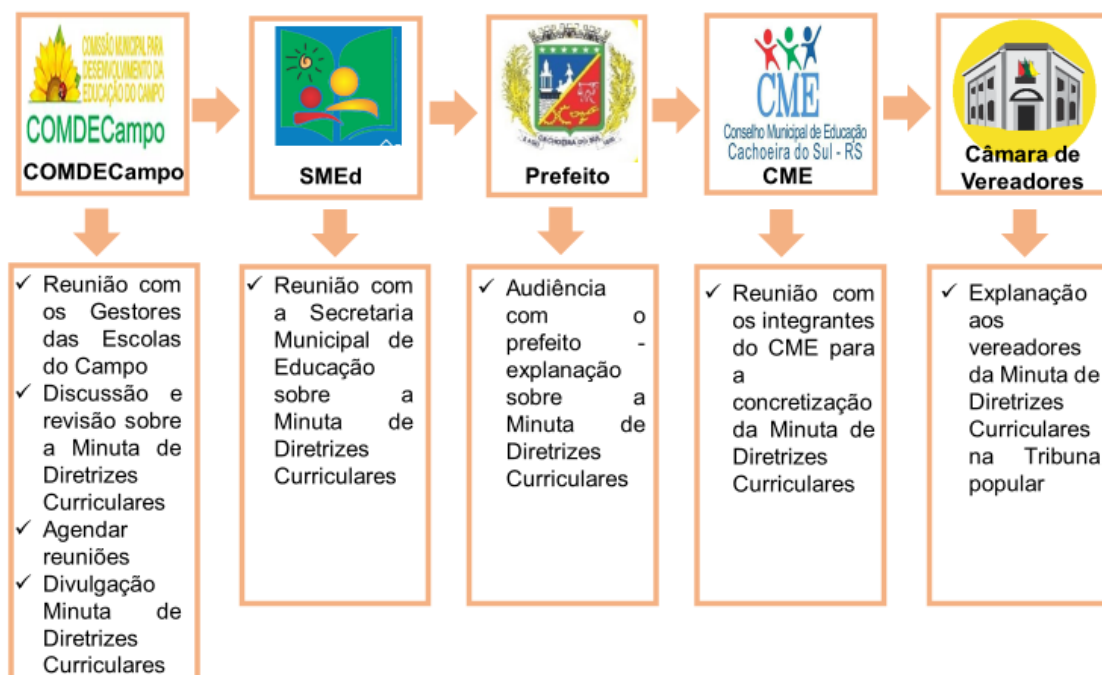 COMISSÃO MUNICIPAL PARA
DESENVOLVIMENTO DA
EDUCAÇÃO DO CAMPO
COMDECampo
COMDECampo
SMEd
CACHOEIRA DO SUL
Prefeito
CME
Conselho Municipal de Educação
Cachoeira do Sul - RS
CME
Câmara de
Vereadores
✓ Reunião com
os Gestores
das Escolas
do Campo
✓ Discussão e
revisão sobre
a Minuta de
Diretrizes
Curriculares
✓ Agendar
reuniões
✓ Divulgação
Minuta de
Diretrizes
Curriculares
✓ Reunião com
a Secretaria
Municipal de
Educação
sobre a
Minuta de
Diretrizes
Curriculares
✓ Audiência
com o
prefeito -
explanação
sobre a
Minuta de
Diretrizes
Curriculares
✓ Reunião com
os integrantes
do CME para
a
concretização
da Minuta de
Diretrizes
Curriculares
✓ Explanação
aos
vereadores
da Minuta de
Diretrizes
Curriculares
na Tribuna
popular